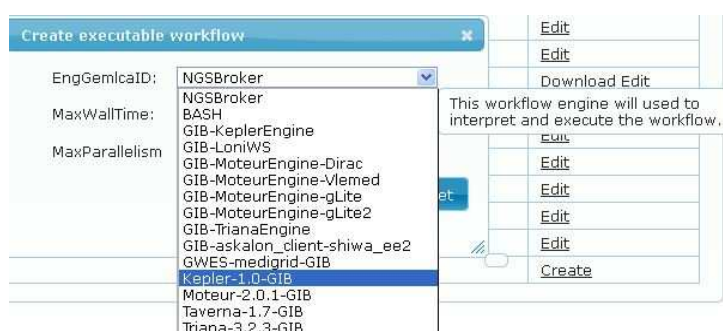 Create executable workflow
EngGemlcaID:
NGSBroker
MaxWallTime:
MaxParallelism
NGSBroker
BASH
GIB-KeplerEngine
GIB-LoniWS
GIB-MoteurEngine-Dirac
GIB-MoteurEngine-Vlemed
GIB-MoteurEngine-gLite
GIB-MoteurEngine-gLite2
GIB-TrianaEngine
GIB-askalon_client-shiwa_ee2
GWES-medigrid-GIB
Kepler-1.0-GIB
Moteur-2.0.1-GIB
Taverna-1.7-GIB
Triana-3.2.3-GIB
et
Edit
Edit
Download Edit
This workflow engine will used to
interpret and execute the workflow.
Edit
Edit
Edit
Edit
Edit
Create